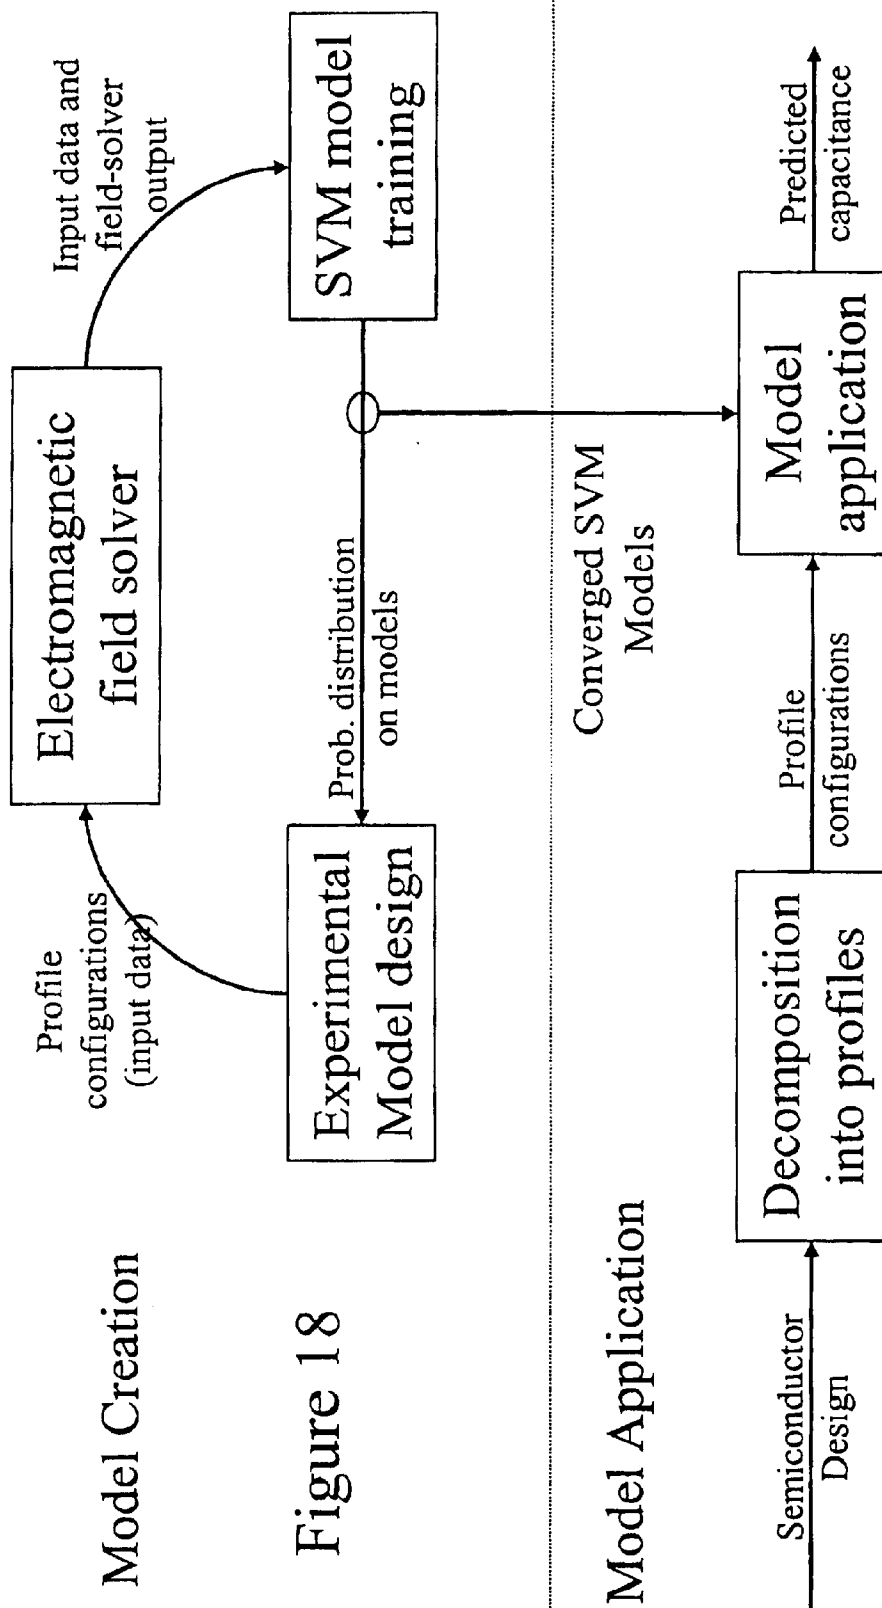 Model Creation
Figure 18
Profile
configurations
(input data)
Electromagnetic
field solver
Input data and
field-solver
output
Experimental
Model design
Prob. distribution
on models
SVM model
training
Converged SVM
Models
Model Application
Semiconductor
Design
Decomposition
into profiles
Profile
configurations
Model
application
Predicted
capacitance